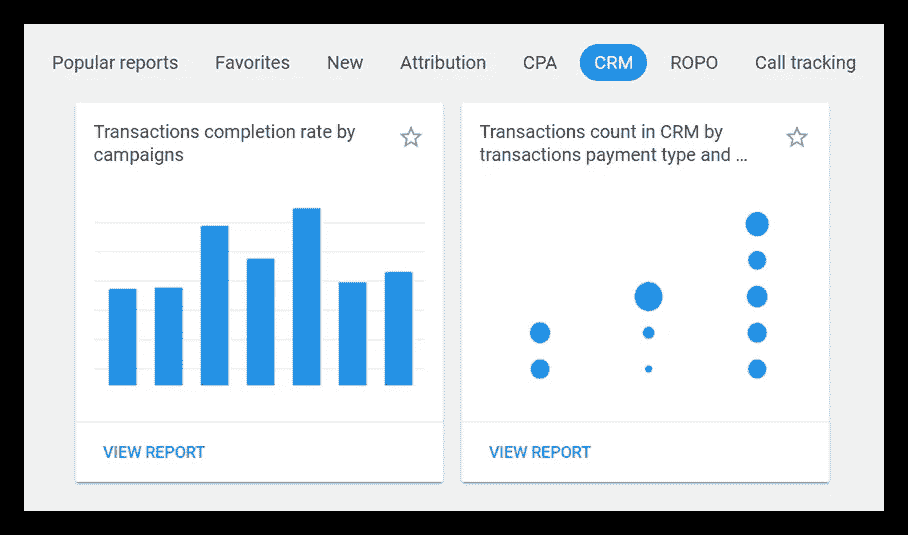 Popular reports Favorites New Attribution CPA CRM ROPO Call tracking
Transactions completion rate by
campaigns
VIEW REPORT
Transactions count in CRM by
transactions payment type and ...
VIEW REPORT